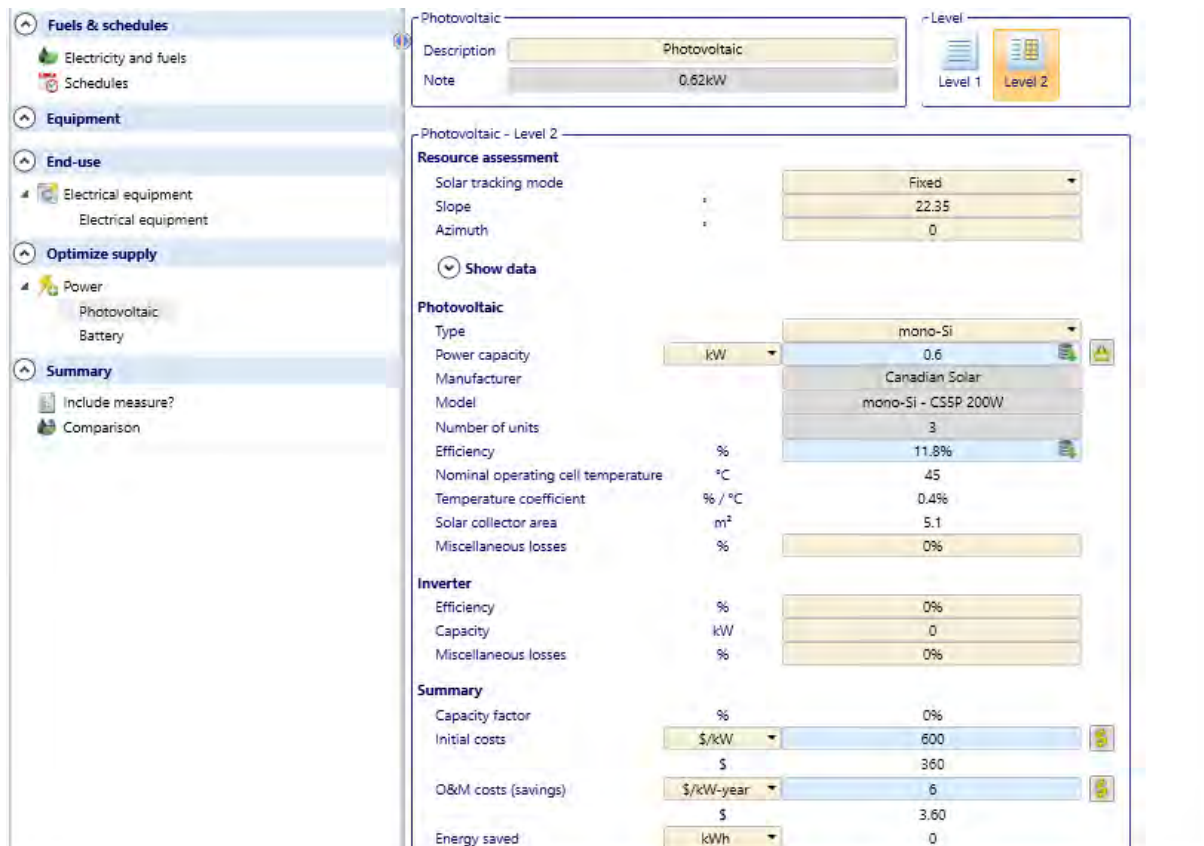 Fuels & schedules
Electricity and fuels
Schedules
Equipment
End-use
Electrical equipment
Electrical equipment
Optimize supply
Power
Photovoltaic
Battery
Summary
Include measure?
Comparison
Photovoltaic
Description Photovoltaic
Note 0.62kW
Level
Level 1 Level 2
Photovoltaic - Level 2
Resource assessment
Solar tracking mode Fixed
Slope ° 22.35
Azimuth ° 0
Show data
Photovoltaic
Type mono-Si
Power capacity kW 0.6
Manufacturer Canadian Solar
Model mono-Si - CS5P 200W
Number of units 3
Efficiency % 11.8%
Nominal operating cell temperature °C 45
Temperature coefficient % / °C 0.4%
Solar collector area m² 5.1
Miscellaneous losses % 0%
Inverter
Efficiency % 0%
Capacity kW 0
Miscellaneous losses % 0%
Summary
Capacity factor % 0%
Initial costs $/kW 600
$ 360
O&M costs (savings) $/kW-year 6
$ 3.60
Energy saved kWh 0